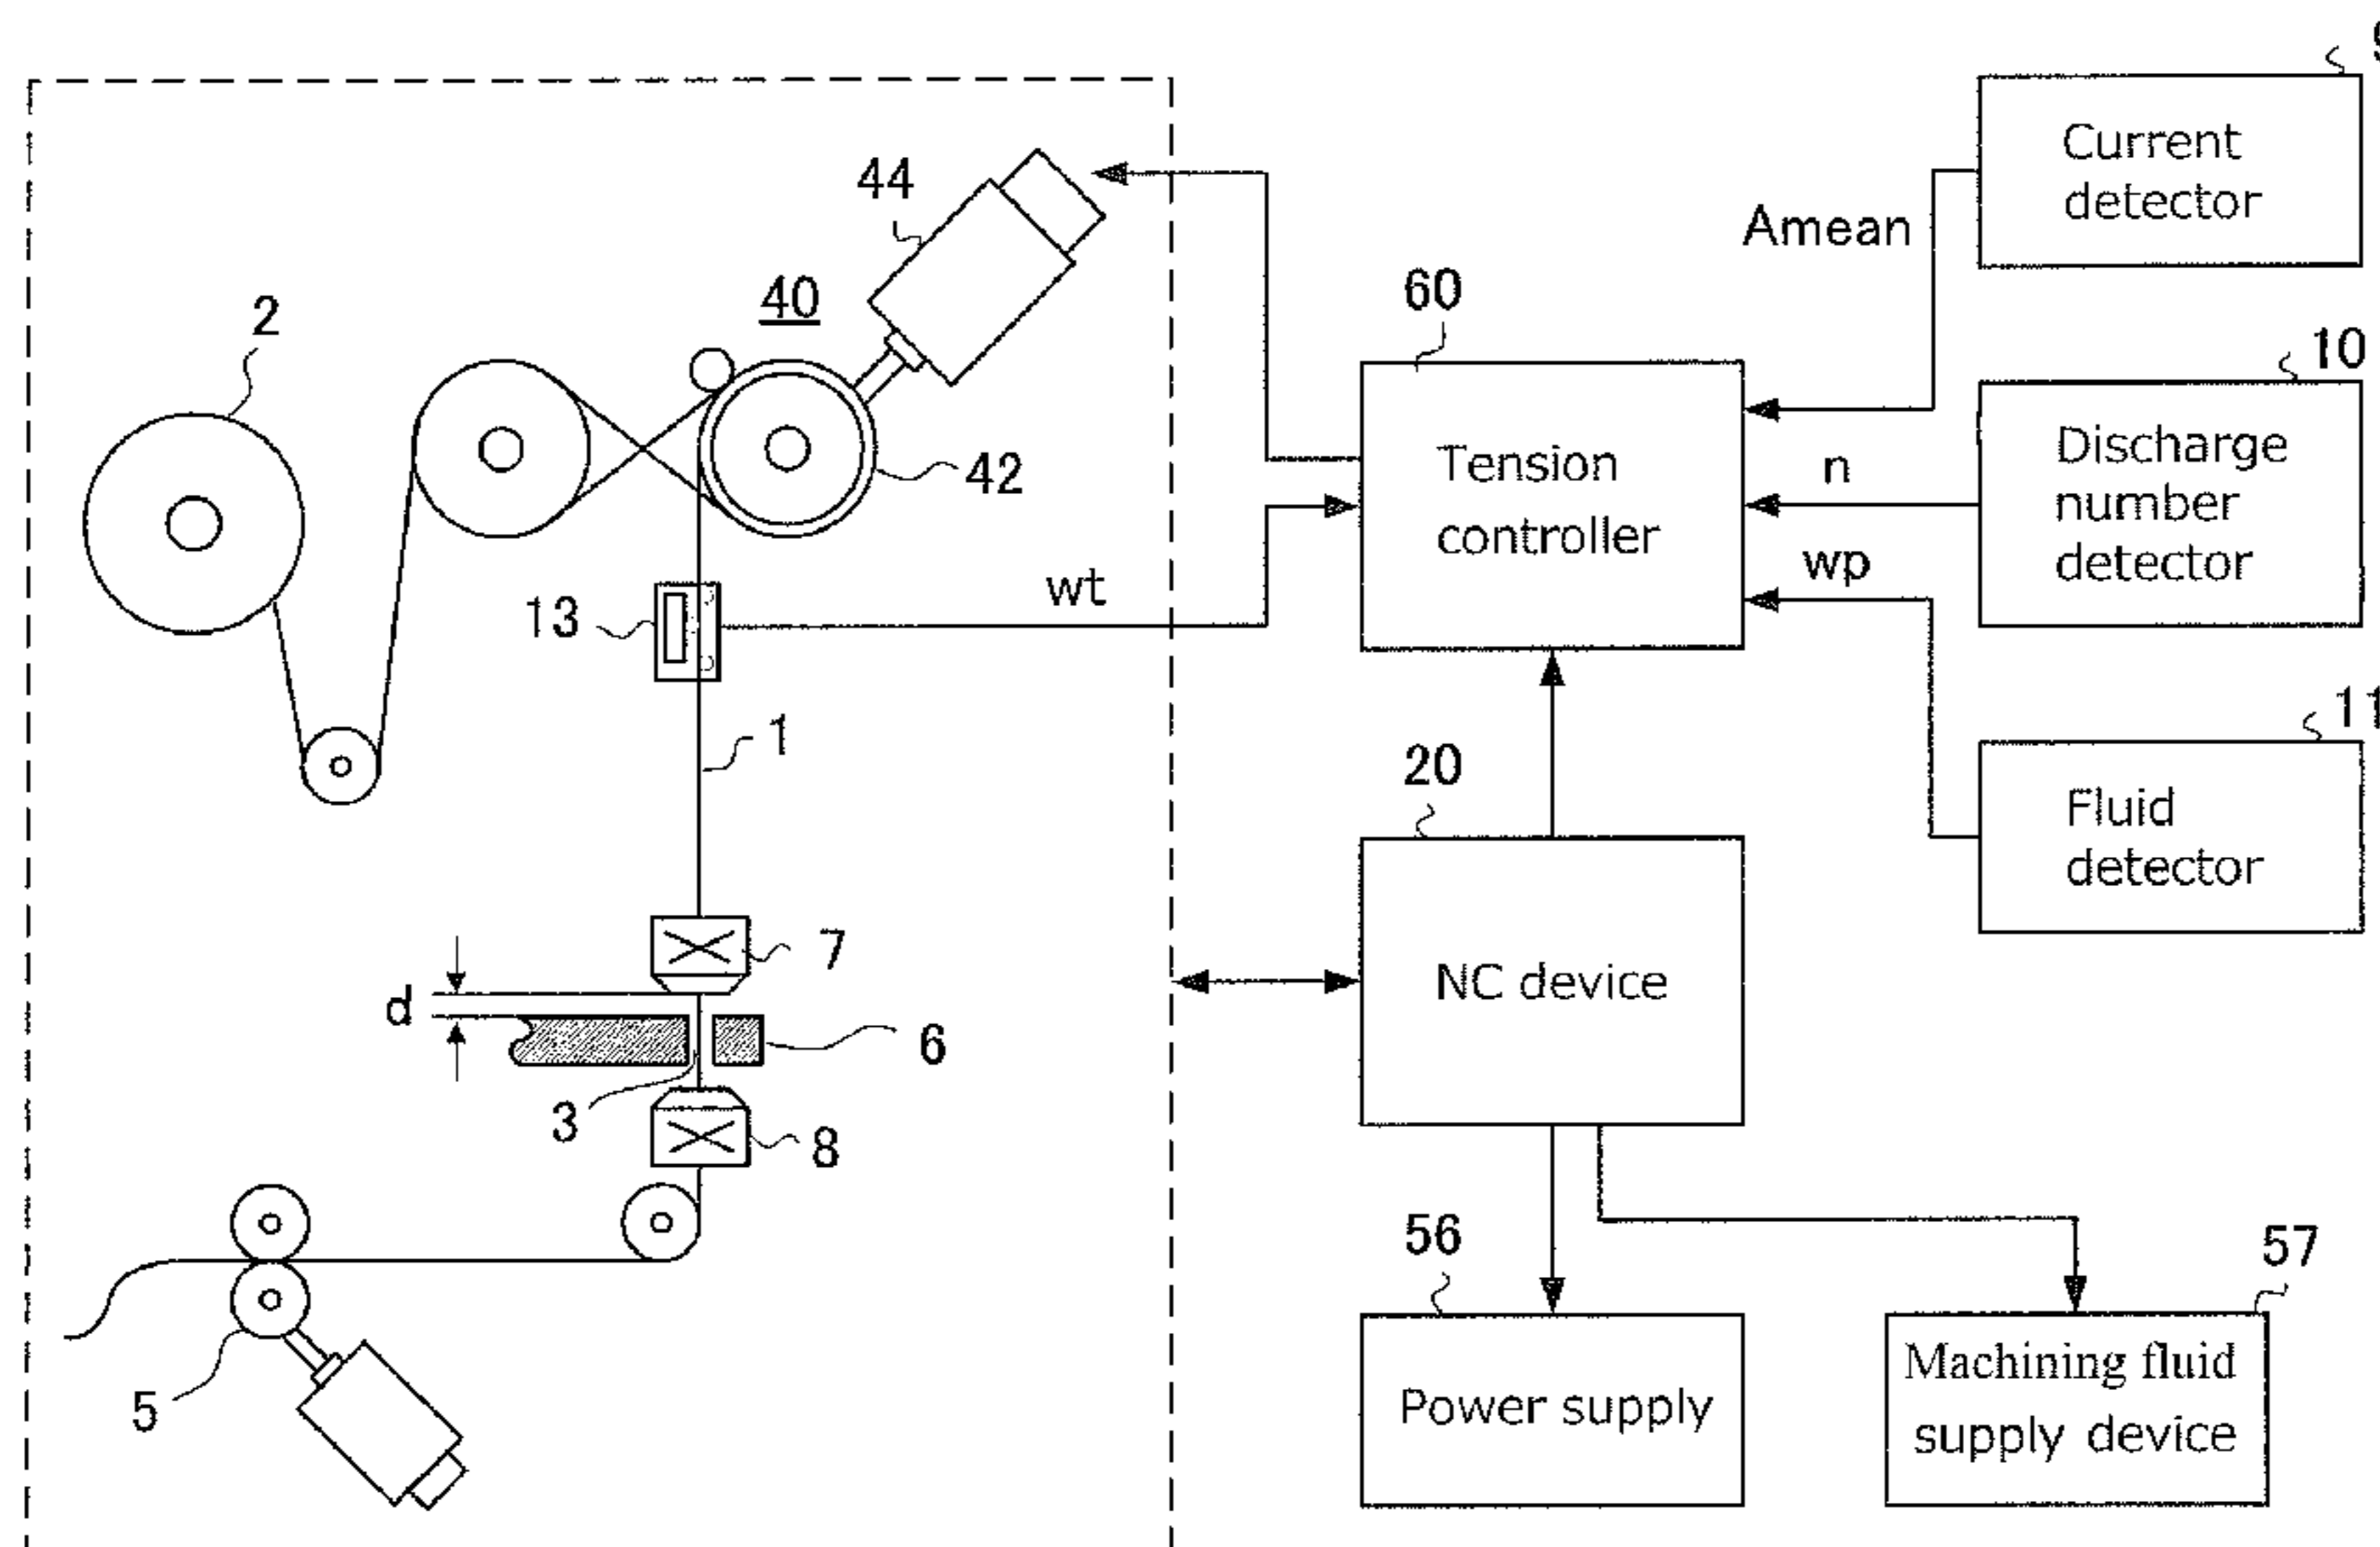 9
Current
detector
Amean
44
40
2
60
10
Discharge
number
detector
n
Tension
controller
42
wp
13
wt
1
11
20
Fluid
detector
7
NC device
d
6
3
8
56
57
5
Power supply
Machining fluid
supply device